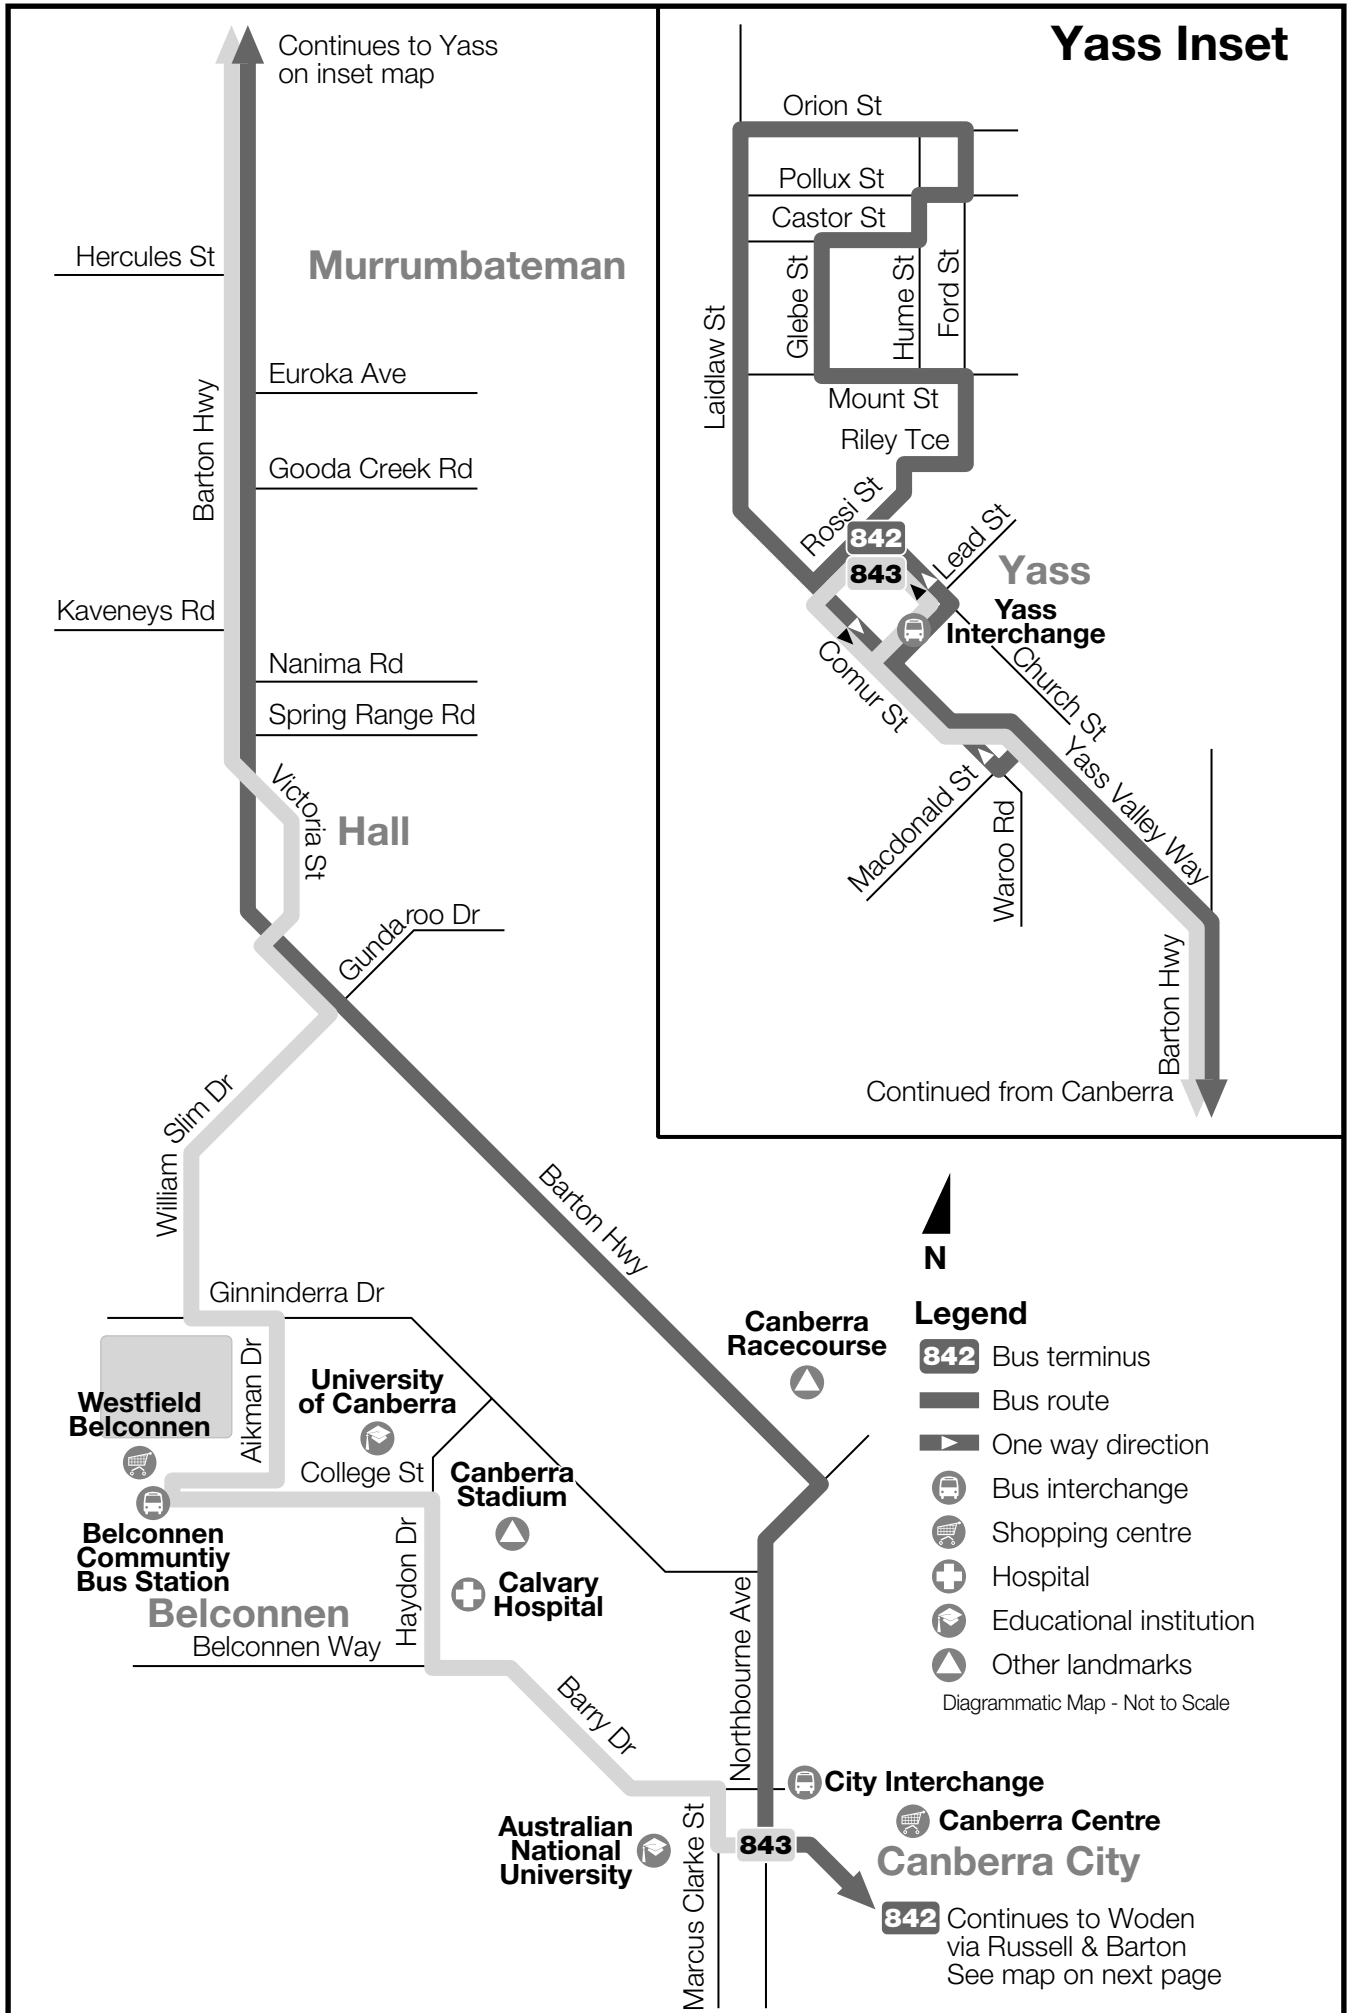 Continues to Yass
on inset map
Yass Inset
Orion St
Pollux St
Castor St
Glebe St
Hume St
Ford St
Laidlaw St
Mount St
Riley Tce
Rossi St
842
843
Lead St
Yass
Yass
Interchange
Comur St
Church St
Yass Valley Way
Macdonald St
Waroo Rd
Barton Hwy
Continued from Canberra
Hercules St
Murrumbateman
Euroka Ave
Barton Hwy
Gooda Creek Rd
Kaveneys Rd
Nanima Rd
Spring Range Rd
Victoria St
Hall
Gundaroo Dr
William Slim Dr
Barton Hwy
Ginninderra Dr
Aikman Dr
Westfield
Belconnen
University
of Canberra
College St
Canberra
Stadium
Belconnen
Communtiy
Bus Station
Haydon Dr
Calvary
Hospital
Belconnen
Belconnen Way
Barry Dr
Canberra
Racecourse
Northbourne Ave
City Interchange
Canberra Centre
Australian
National
University
Marcus Clarke St
843
Canberra City
842
Continues to Woden
via Russell & Barton
See map on next page
N
Legend
842 Bus terminus
Bus route
One way direction
Bus interchange
Shopping centre
Hospital
Educational institution
Other landmarks
Diagrammatic Map - Not to Scale